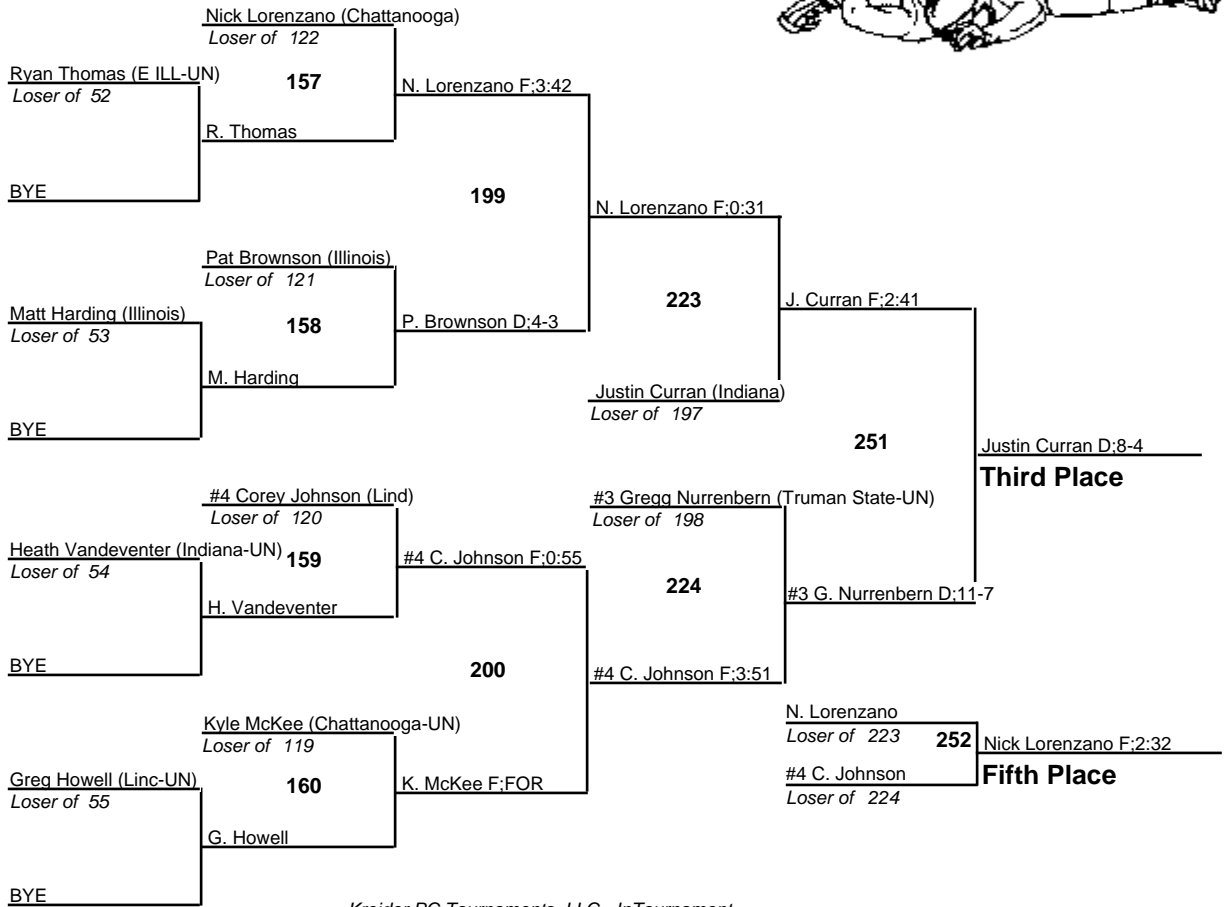 Nick Lorenzano (Chattanooga)
Loser of 122
Ryan Thomas (E ILL-UN)
Loser of 52
157
N. Lorenzano F;3:42
R. Thomas
BYE
199
N. Lorenzano F;0:31
Pat Brownson (Illinois)
Loser of 121
Matt Harding (Illinois)
Loser of 53
158
P. Brownson D;4-3
223
J. Curran F;2:41
M. Harding
Justin Curran (Indiana)
Loser of 197
BYE
251
Justin Curran D;8-4
Third Place
#4 Corey Johnson (Lind)
Loser of 120
#3 Gregg Nurrenbern (Truman State-UN)
Loser of 198
Heath Vandeventer (Indiana-UN)
Loser of 54
159
#4 C. Johnson F;0:55
224
#3 G. Nurrenbern D;11-7
H. Vandeventer
BYE
200
#4 C. Johnson F;3:51
Kyle McKee (Chattanooga-UN)
Loser of 119
N. Lorenzano
Loser of 223
252
Nick Lorenzano F;2:32
Fifth Place
#4 C. Johnson
Loser of 224
Greg Howell (Linc-UN)
Loser of 55
160
K. McKee F;FOR
G. Howell
BYE
Kreider PC Tournaments, LLC - InTournament